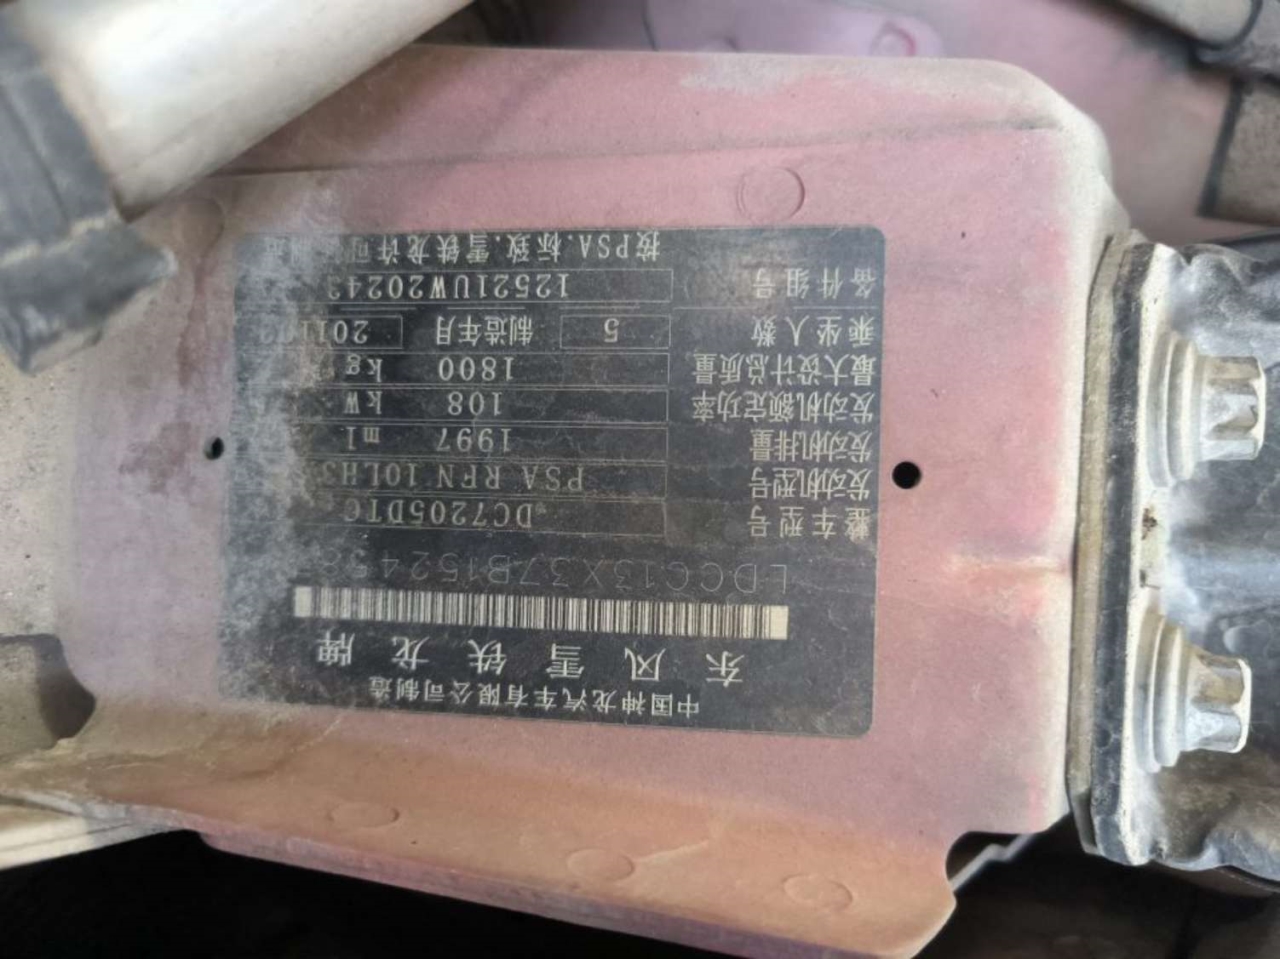 中国神龙汽车有限公司制造
东风雪铁龙牌
整车型号 DC7205DTC
发动机型号 PSA RFN 10LH3
发动机排量 1997 ml
发动机额定功率 108 kW
最大设计总质量 1800 kg
乘坐人数 5 制造年月
备件组号 12521UW20243
按PSA.标致.雪铁龙许可